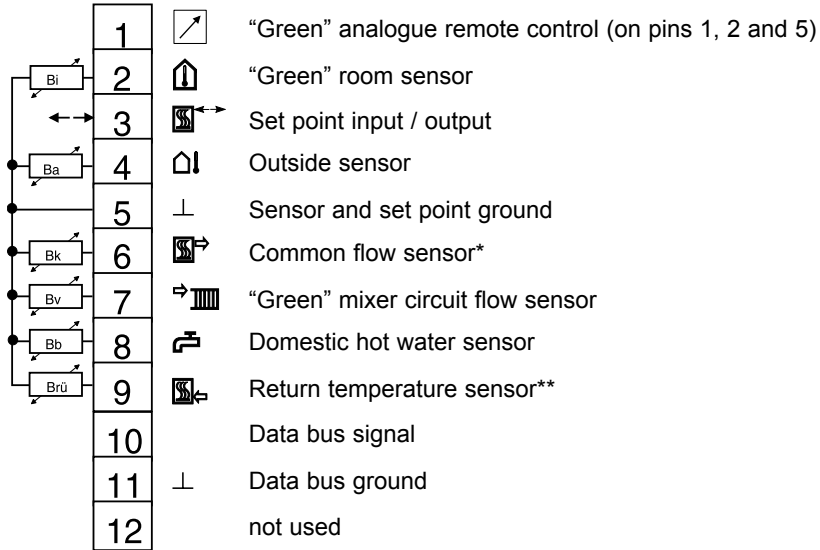 1 “Green” analogue remote control (on pins 1, 2 and 5)
Bi 2 “Green” room sensor
3 Set point input / output
Ba 4 Outside sensor
5 Sensor and set point ground
Bk 6 Common flow sensor*
Bv 7 “Green” mixer circuit flow sensor
Bb 8 Domestic hot water sensor
Brü 9 Return temperature sensor**
10 Data bus signal
11 Data bus ground
12 not used